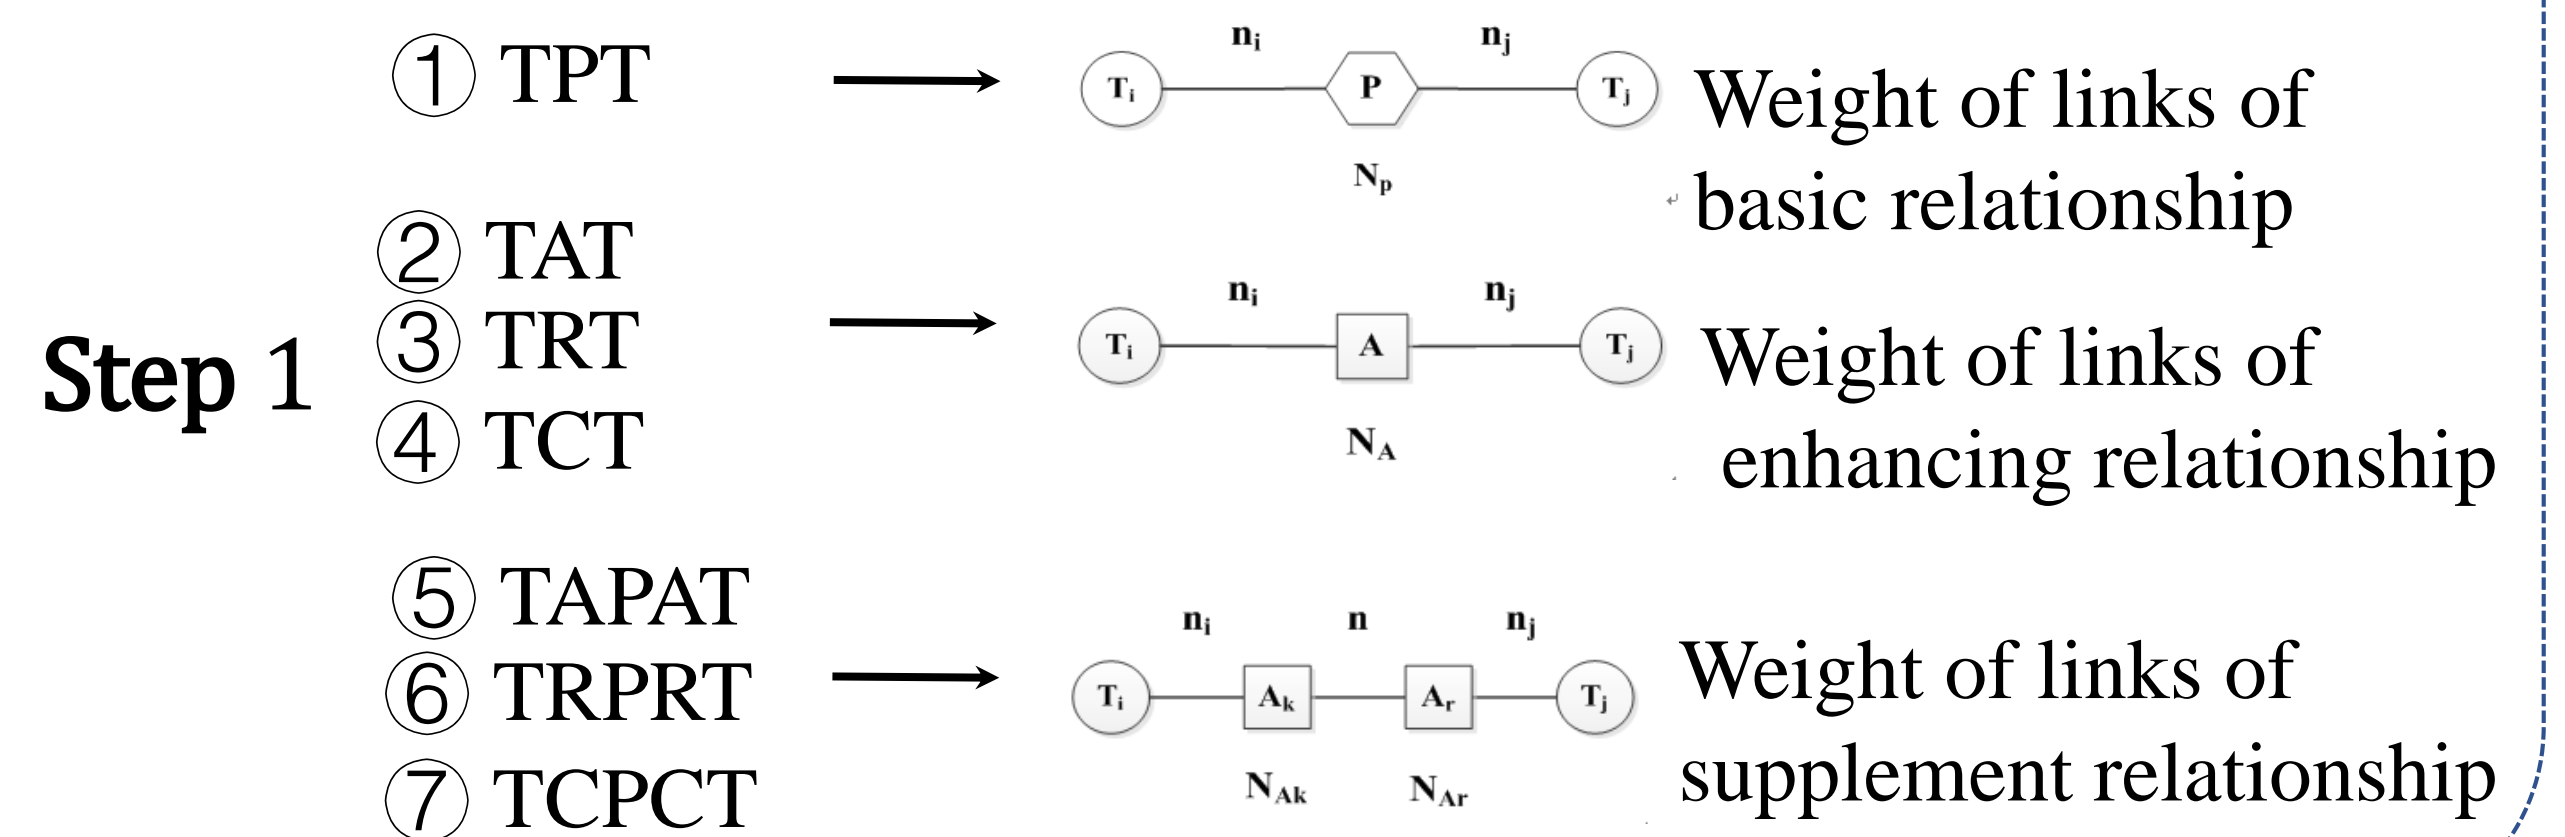 Step 1
① TPT
nᵢ nⱼ
Tᵢ P Tⱼ
Nₚ
Weight of links of
basic relationship
② TAT
③ TRT
④ TCT
nᵢ nⱼ
Tᵢ A Tⱼ
N_A
Weight of links of
enhancing relationship
⑤ TAPAT
⑥ TRPRT
⑦ TCPCT
nᵢ n nⱼ
Tᵢ Aₖ Aᵣ Tⱼ
N_Ak N_Ar
Weight of links of
supplement relationship